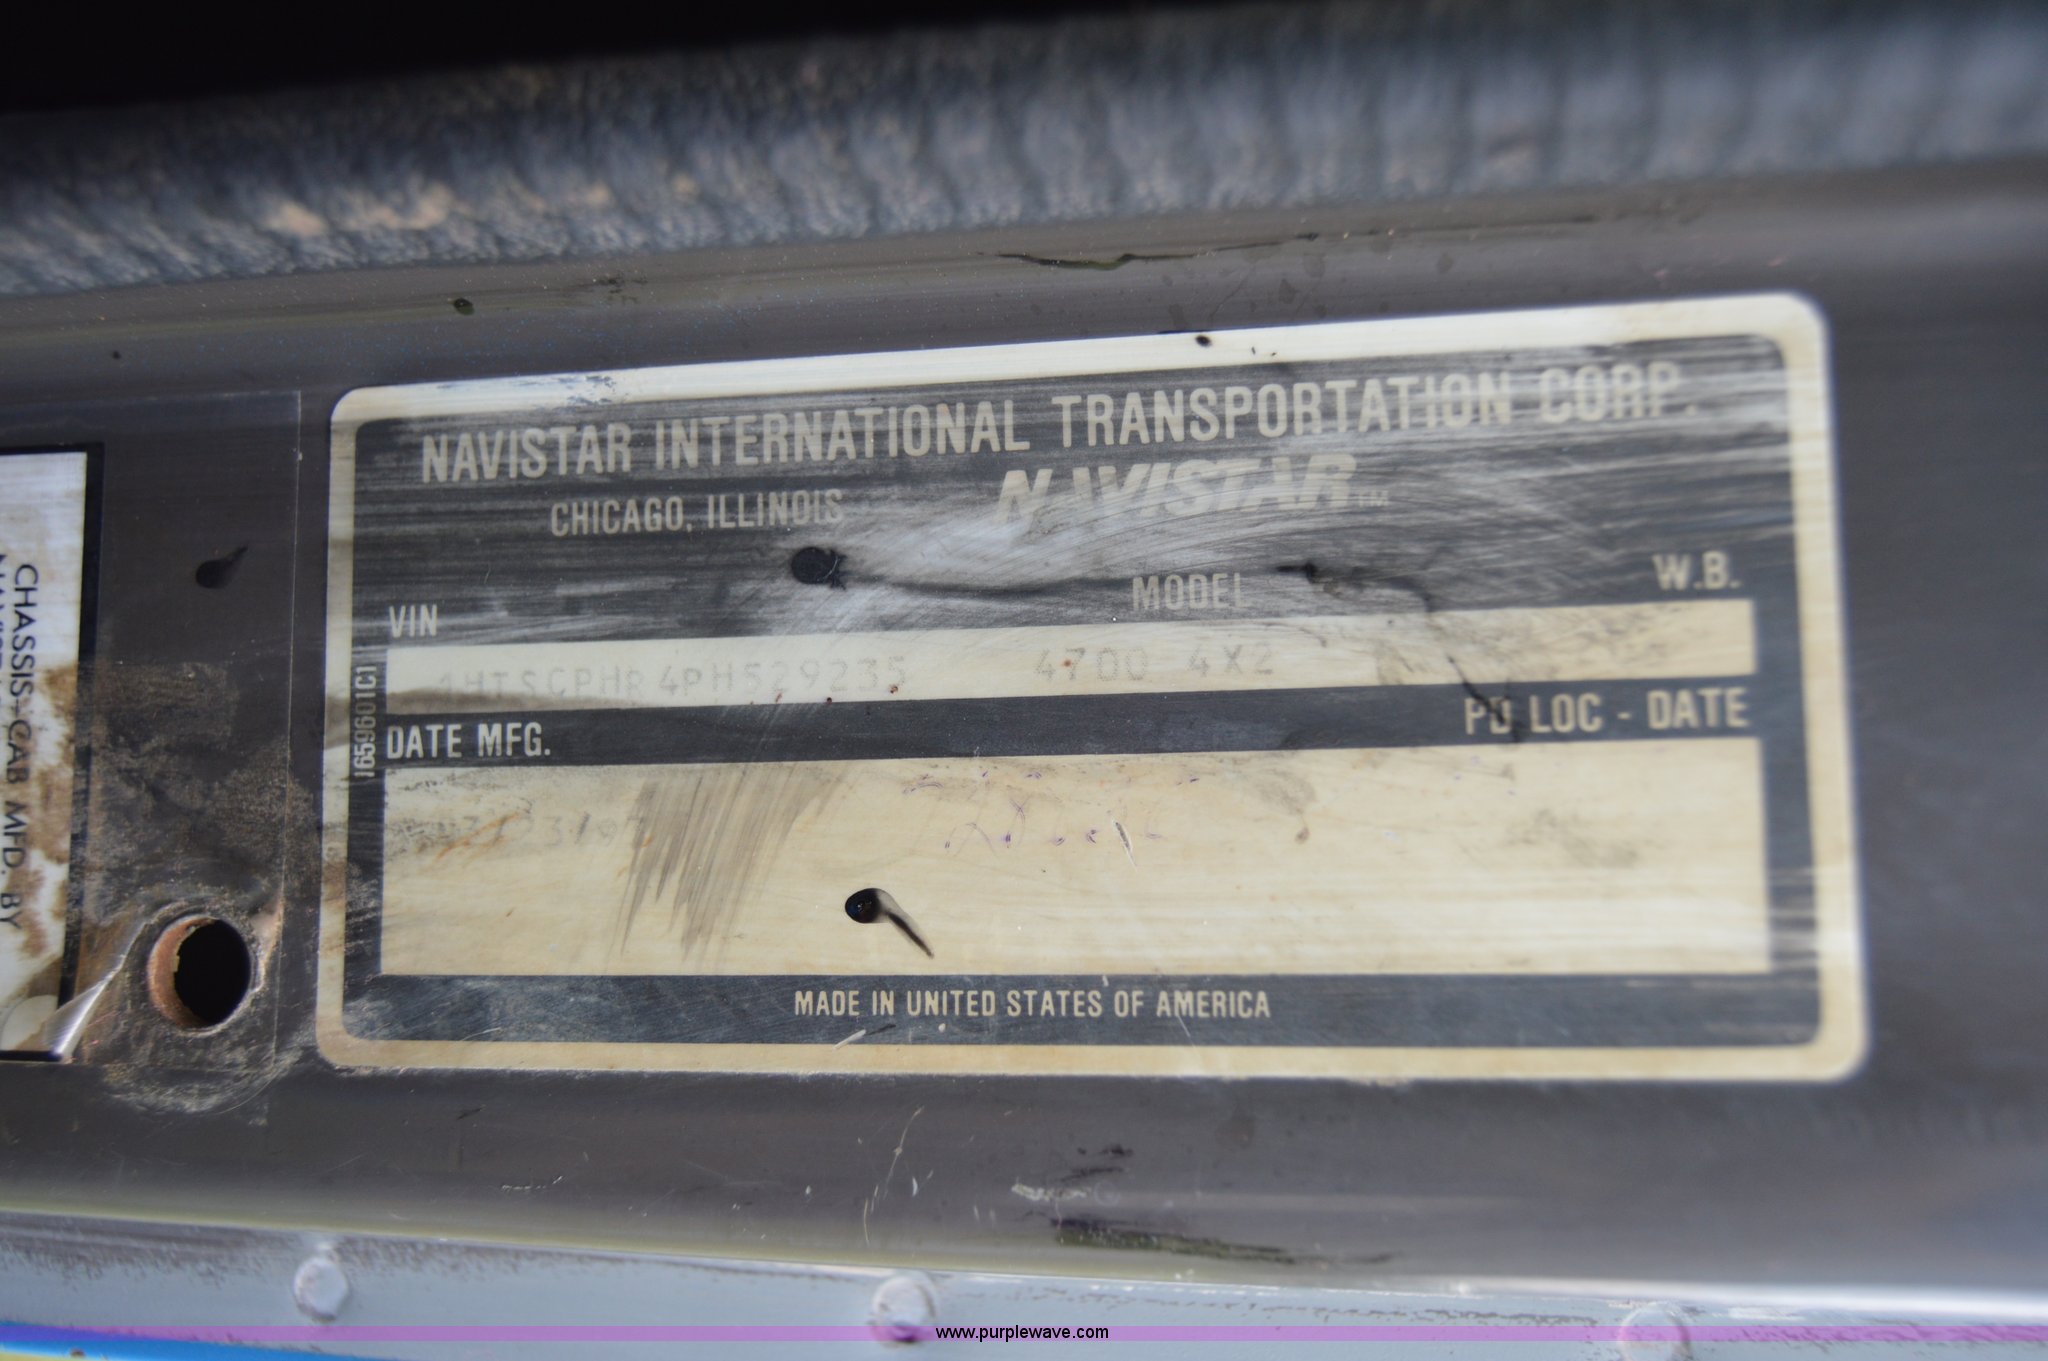 NAVISTAR INTERNATIONAL TRANSPORTATION CORP.
CHICAGO, ILLINOIS NAVISTAR™
VIN MODEL W.B.
1HTSCPHR4PH529235 4700 4X2
DATE MFG. PD LOC - DATE
MADE IN UNITED STATES OF AMERICA
1659601C1
CHASSIS-CAB MFD. BY
www.purplewave.com